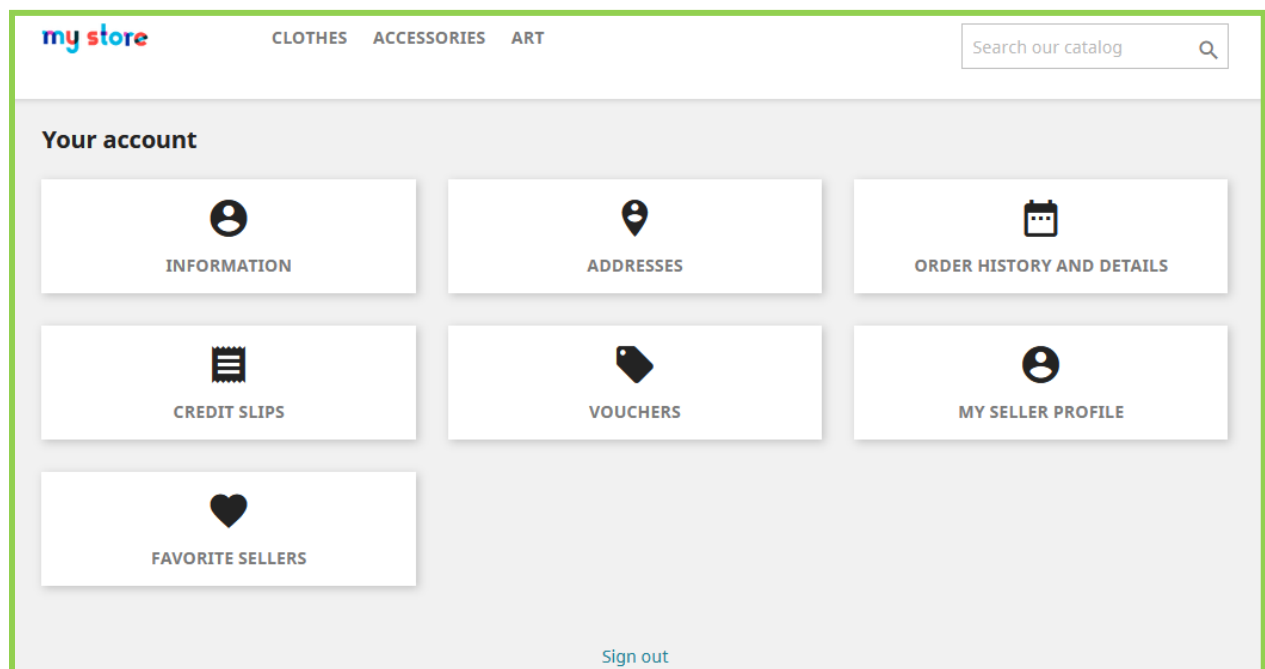 my store CLOTHES ACCESSORIES ART Search our catalog
Your account
INFORMATION ADDRESSES ORDER HISTORY AND DETAILS
CREDIT SLIPS VOUCHERS MY SELLER PROFILE
FAVORITE SELLERS
Sign out